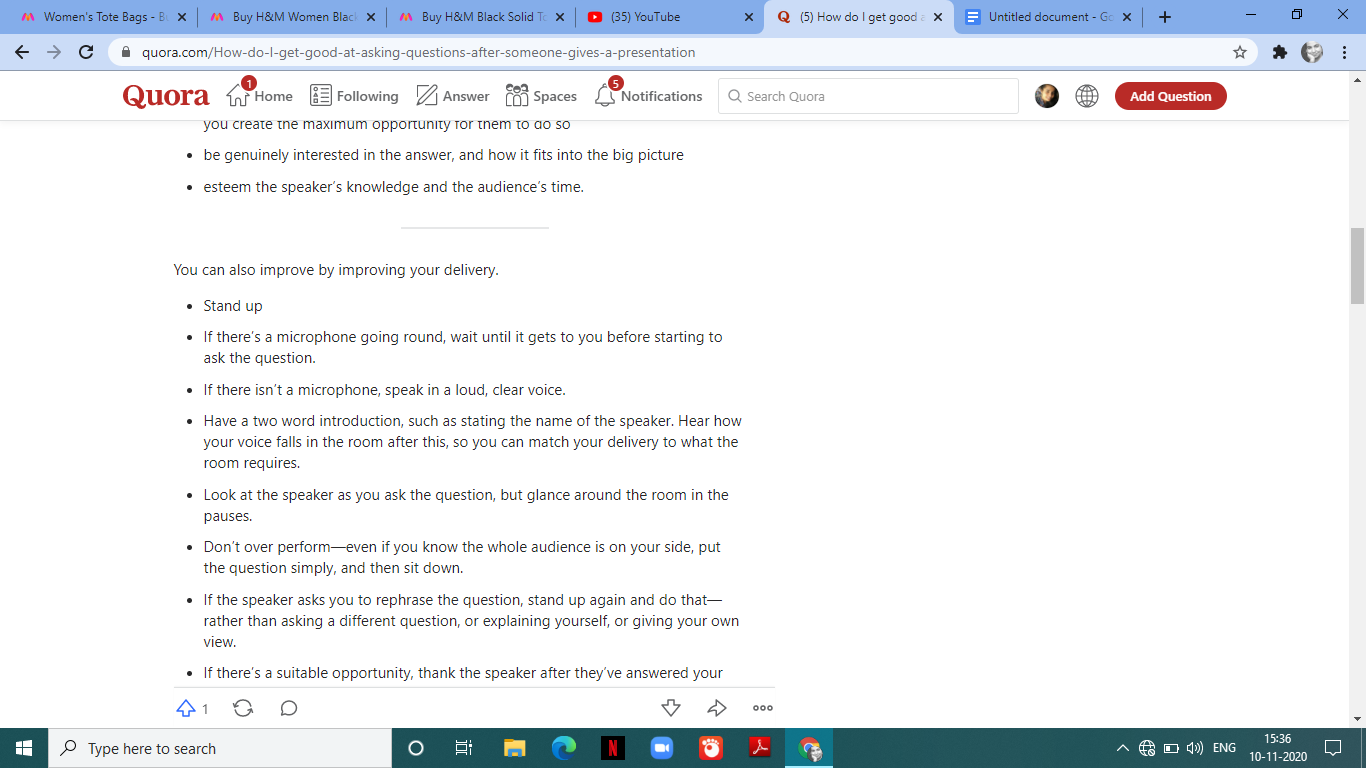 Women's Tote Bags - B
Buy H&M Women Blac
Buy H&M Black Solid T
(35) YouTube
(5) How do I get good a
Untitled document - Go
quora.com/How-do-I-get-good-at-asking-questions-after-someone-gives-a-presentation
Quora
1
Home
Following
Answer
Spaces
5
Notifications
Search Quora
Add Question
you create the maximum opportunity for them to do so
• be genuinely interested in the answer, and how it fits into the big picture
• esteem the speaker's knowledge and the audience's time.
You can also improve by improving your delivery.
• Stand up
• If there's a microphone going round, wait until it gets to you before starting to
ask the question.
• If there isn't a microphone, speak in a loud, clear voice.
• Have a two word introduction, such as stating the name of the speaker. Hear how
your voice falls in the room after this, so you can match your delivery to what the
room requires.
• Look at the speaker as you ask the question, but glance around the room in the
pauses.
• Don't over perform—even if you know the whole audience is on your side, put
the question simply, and then sit down.
• If the speaker asks you to rephrase the question, stand up again and do that—
rather than asking a different question, or explaining yourself, or giving your own
view.
• If there's a suitable opportunity, thank the speaker after they've answered your
1
Type here to search
N
ENG
15:36
10-11-2020